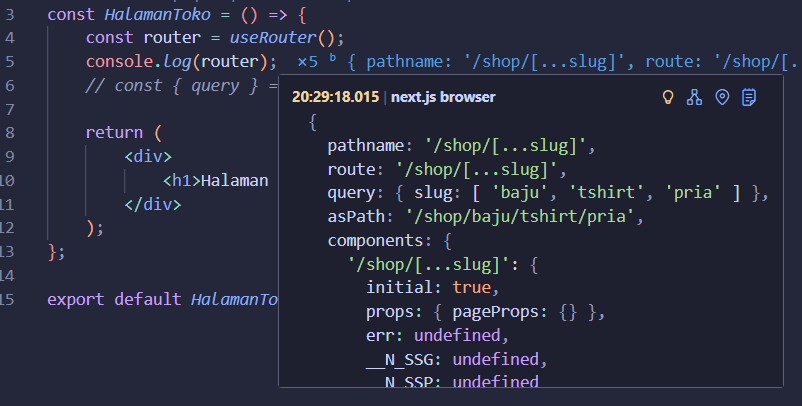 3 const HalamanToko = () => {
4 const router = useRouter();
5 console.log(router); ×5 ᵇ { pathname: '/shop/[...slug]', route: '/shop/[.
6 // const { query } =
20:29:18.015 | next.js browser
7
{
8 return (
pathname: '/shop/[...slug]',
9 <div>
route: '/shop/[...slug]',
10 <h1>Halaman
query: { slug: [ 'baju', 'tshirt', 'pria' ] },
11 </div>
asPath: '/shop/baju/tshirt/pria',
12 );
components: {
13 };
'/shop/[...slug]': {
14
initial: true,
15 export default HalamanTo
props: { pageProps: {} },
err: undefined,
__N_SSG: undefined,
__N_SSP: undefined